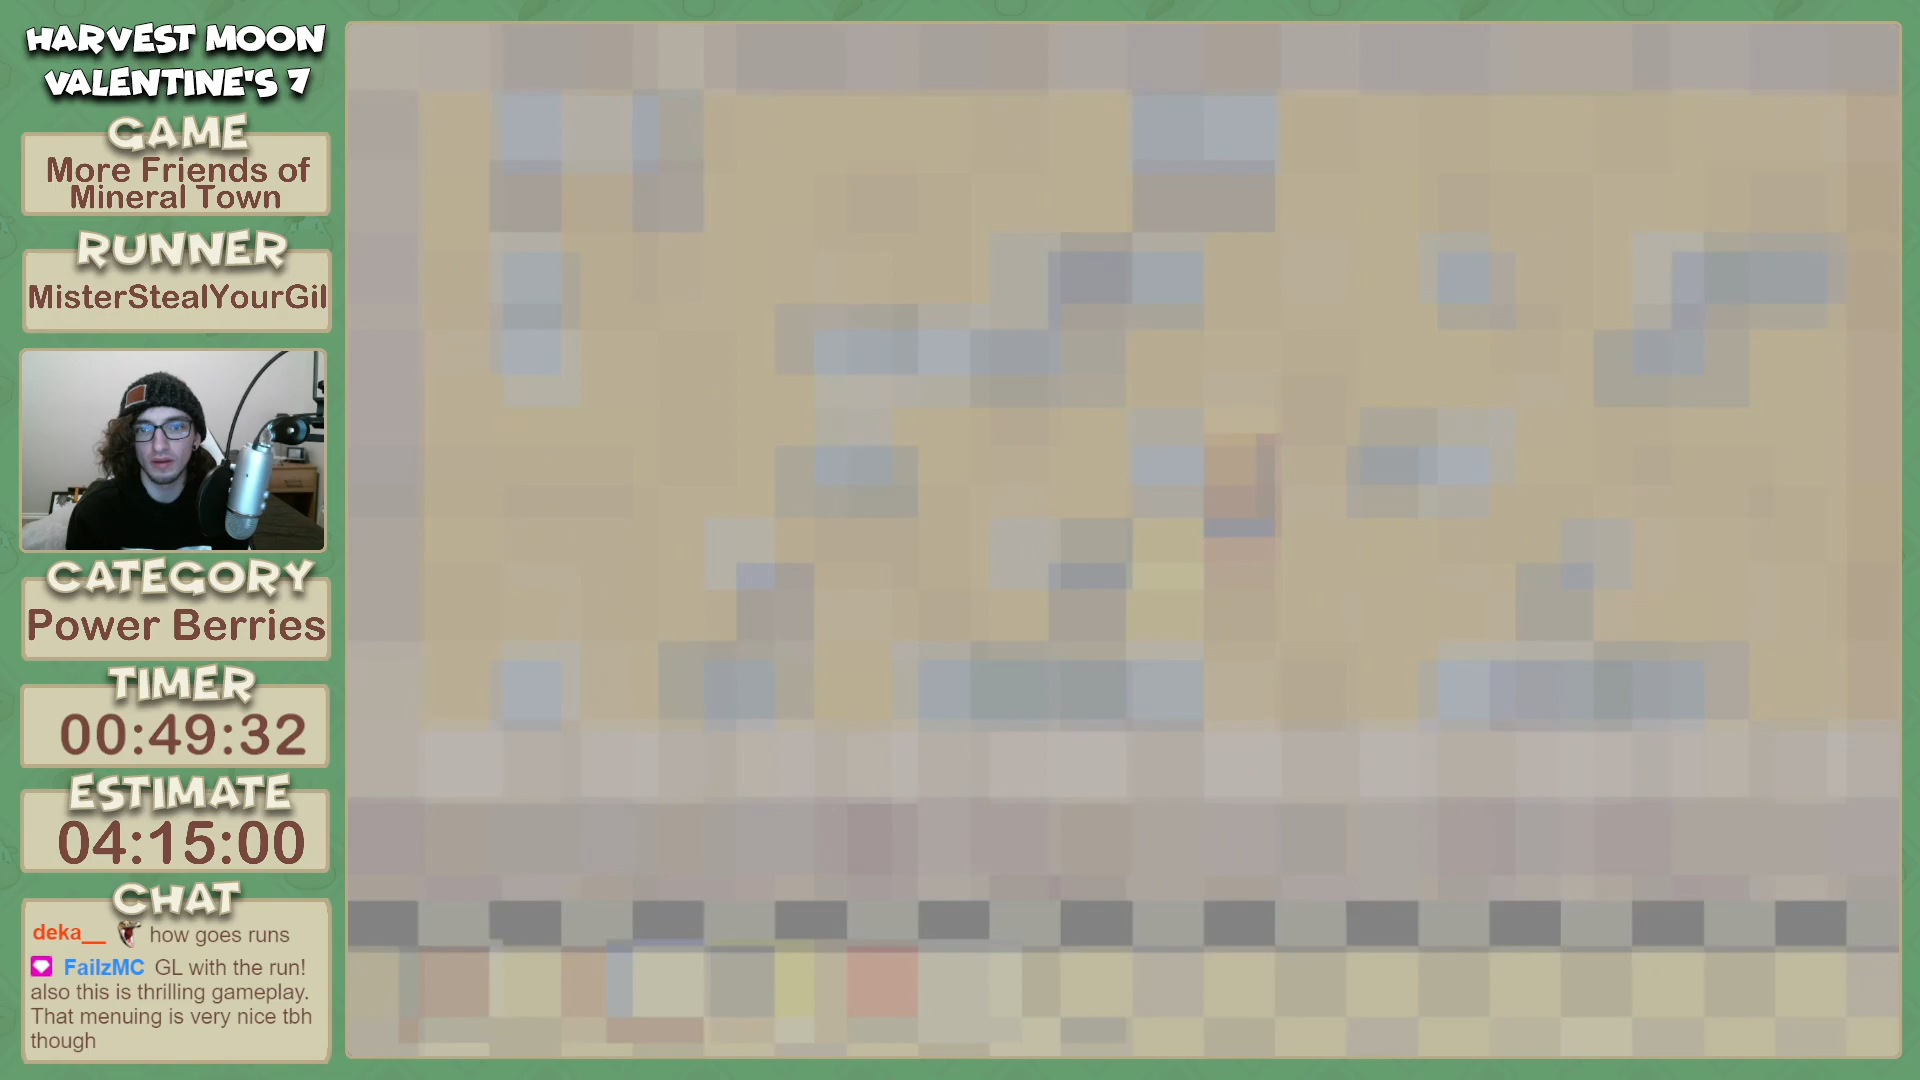 HARVEST MOON
VALENTINE'S 7
GAME
More Friends of
Mineral Town
RUNNER
MisterStealYourGil
CATEGORY
Power Berries
TIMER
00:49:32
ESTIMATE
04:15:00
CHAT
deka__ how goes runs
FailzMC GL with the run!
also this is thrilling gameplay.
That menuing is very nice tbh
though